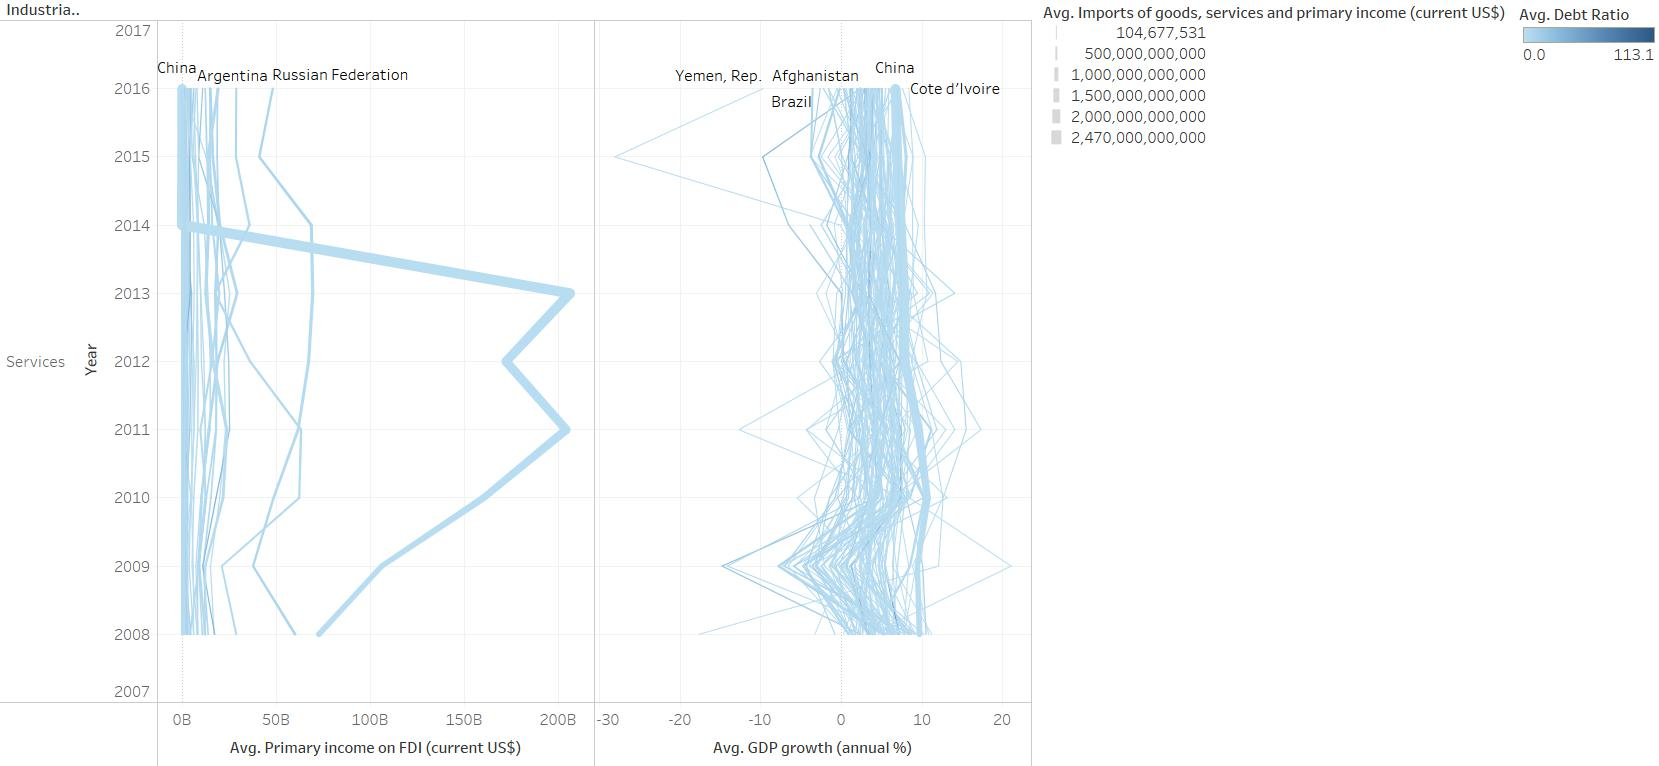 Industria..
2017
2016
2015
2014
2013
2012
2011
2010
2009
2008
2007
Services
Year
China
Argentina
Russian Federation
Yemen, Rep.
Afghanistan
Brazil
China
Cote d'Ivoire
0B
50B
100B
150B
200B
Avg. Primary income on FDI (current US$)
-30
-20
-10
0
10
20
Avg. GDP growth (annual %)
Avg. Imports of goods, services and primary income (current US$)
104,677,531
500,000,000,000
1,000,000,000,000
1,500,000,000,000
2,000,000,000,000
2,470,000,000,000
Avg. Debt Ratio
0.0
113.1